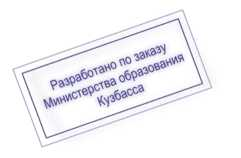 Разработано по заказу
Министерства образования
Кузбасса